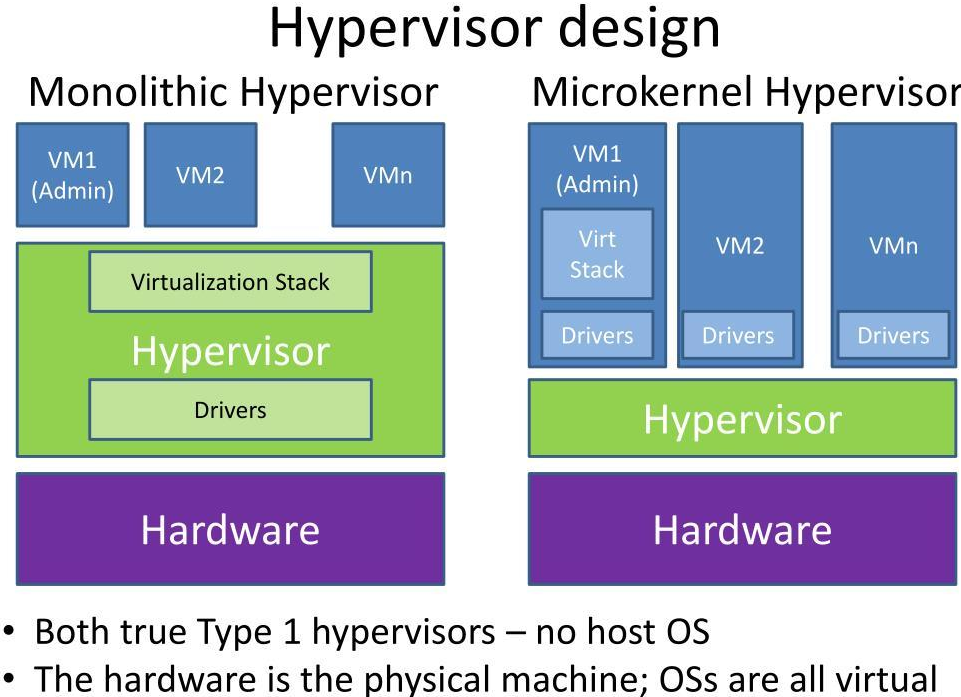 Hypervisor design
Monolithic Hypervisor
VM1
(Admin)
VM2
VMn
Virtualization Stack
Hypervisor
Drivers
Hardware
Microkernel Hypervisor
VM1
(Admin)
Virt
Stack
Drivers
VM2
Drivers
VMn
Drivers
Hypervisor
Hardware
• Both true Type 1 hypervisors – no host OS
• The hardware is the physical machine; OSs are all virtual